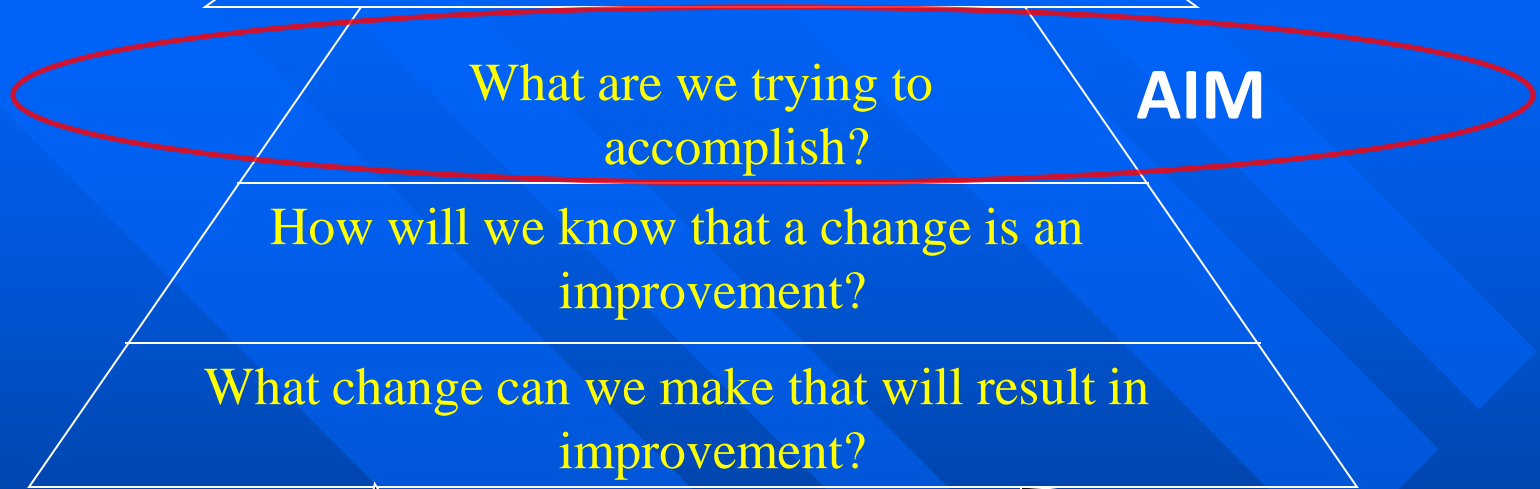 What are we trying to
accomplish?
AIM
How will we know that a change is an
improvement?
What change can we make that will result in
improvement?